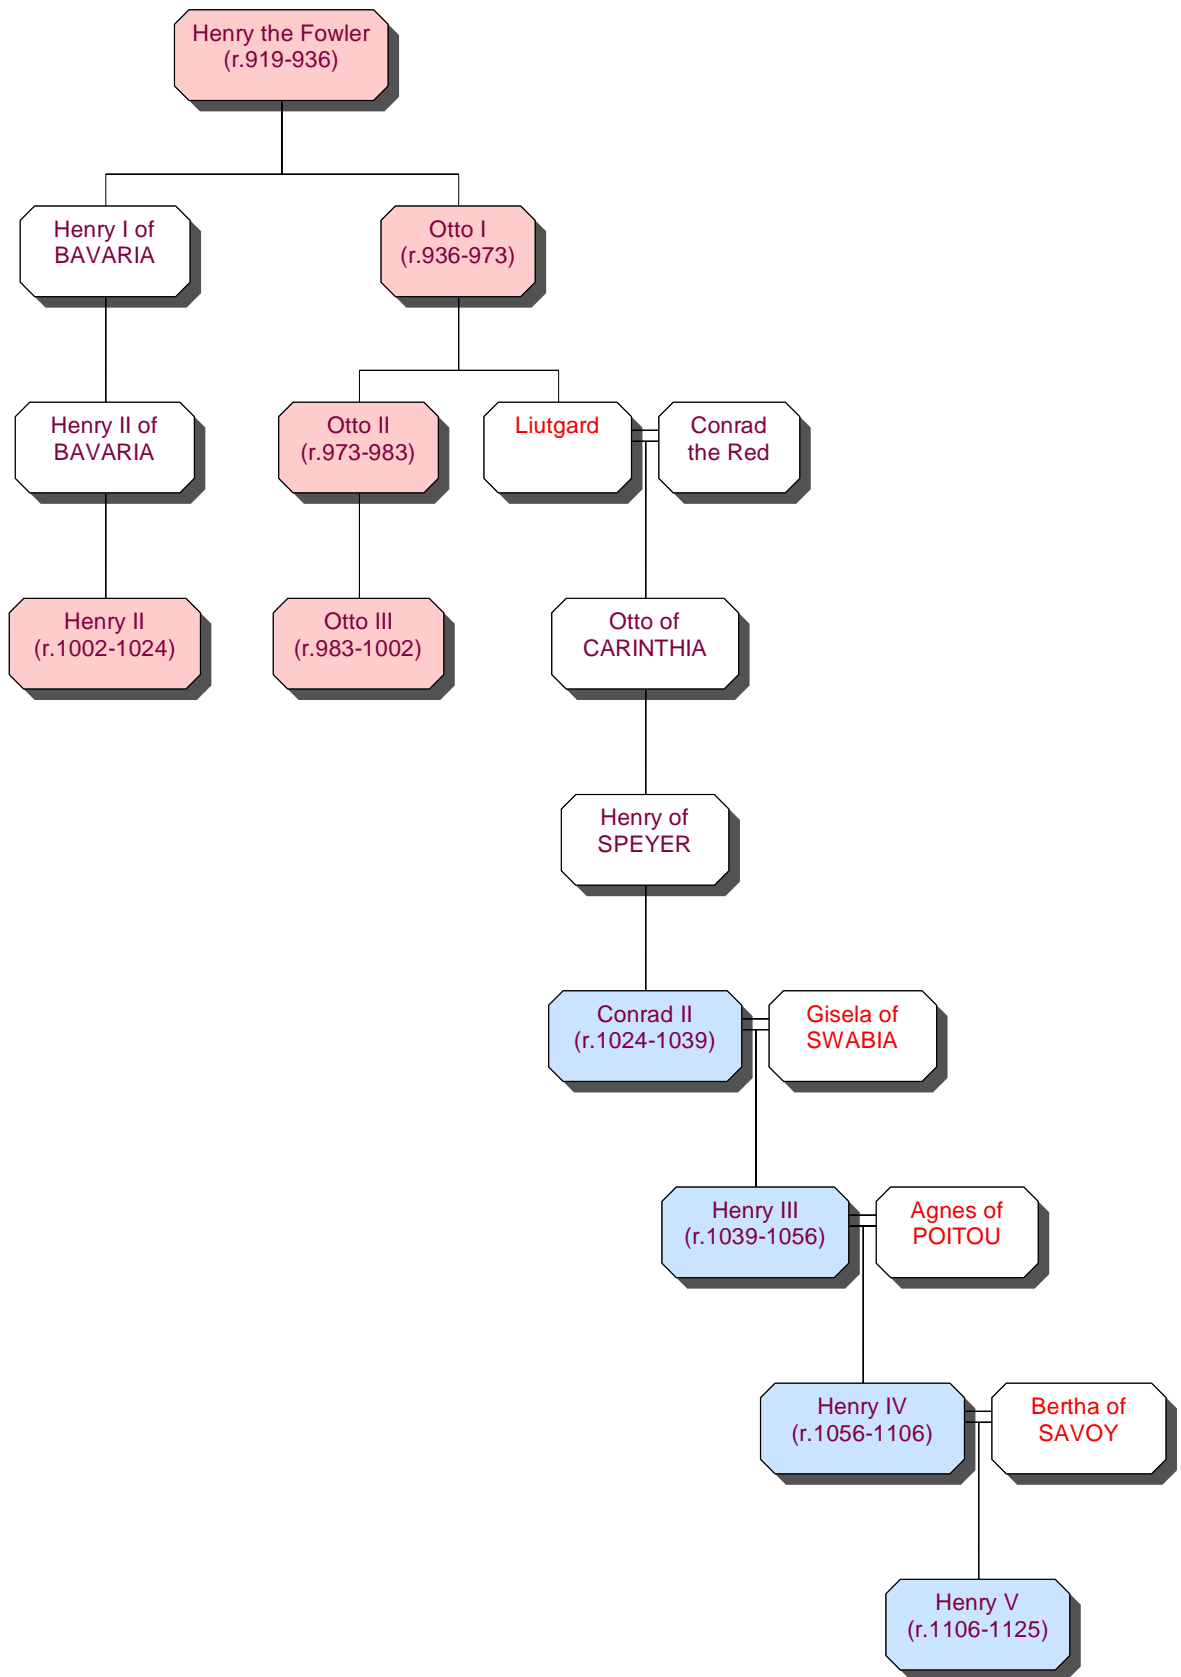 Henry the Fowler
(r.919-936)
Henry I of
BAVARIA
Otto I
(r.936-973)
Henry II of
BAVARIA
Otto II
(r.973-983)
Liutgard
Conrad
the Red
Henry II
(r.1002-1024)
Otto III
(r.983-1002)
Otto of
CARINTHIA
Henry of
SPEYER
Conrad II
(r.1024-1039)
Gisela of
SWABIA
Henry III
(r.1039-1056)
Agnes of
POITOU
Henry IV
(r.1056-1106)
Bertha of
SAVOY
Henry V
(r.1106-1125)